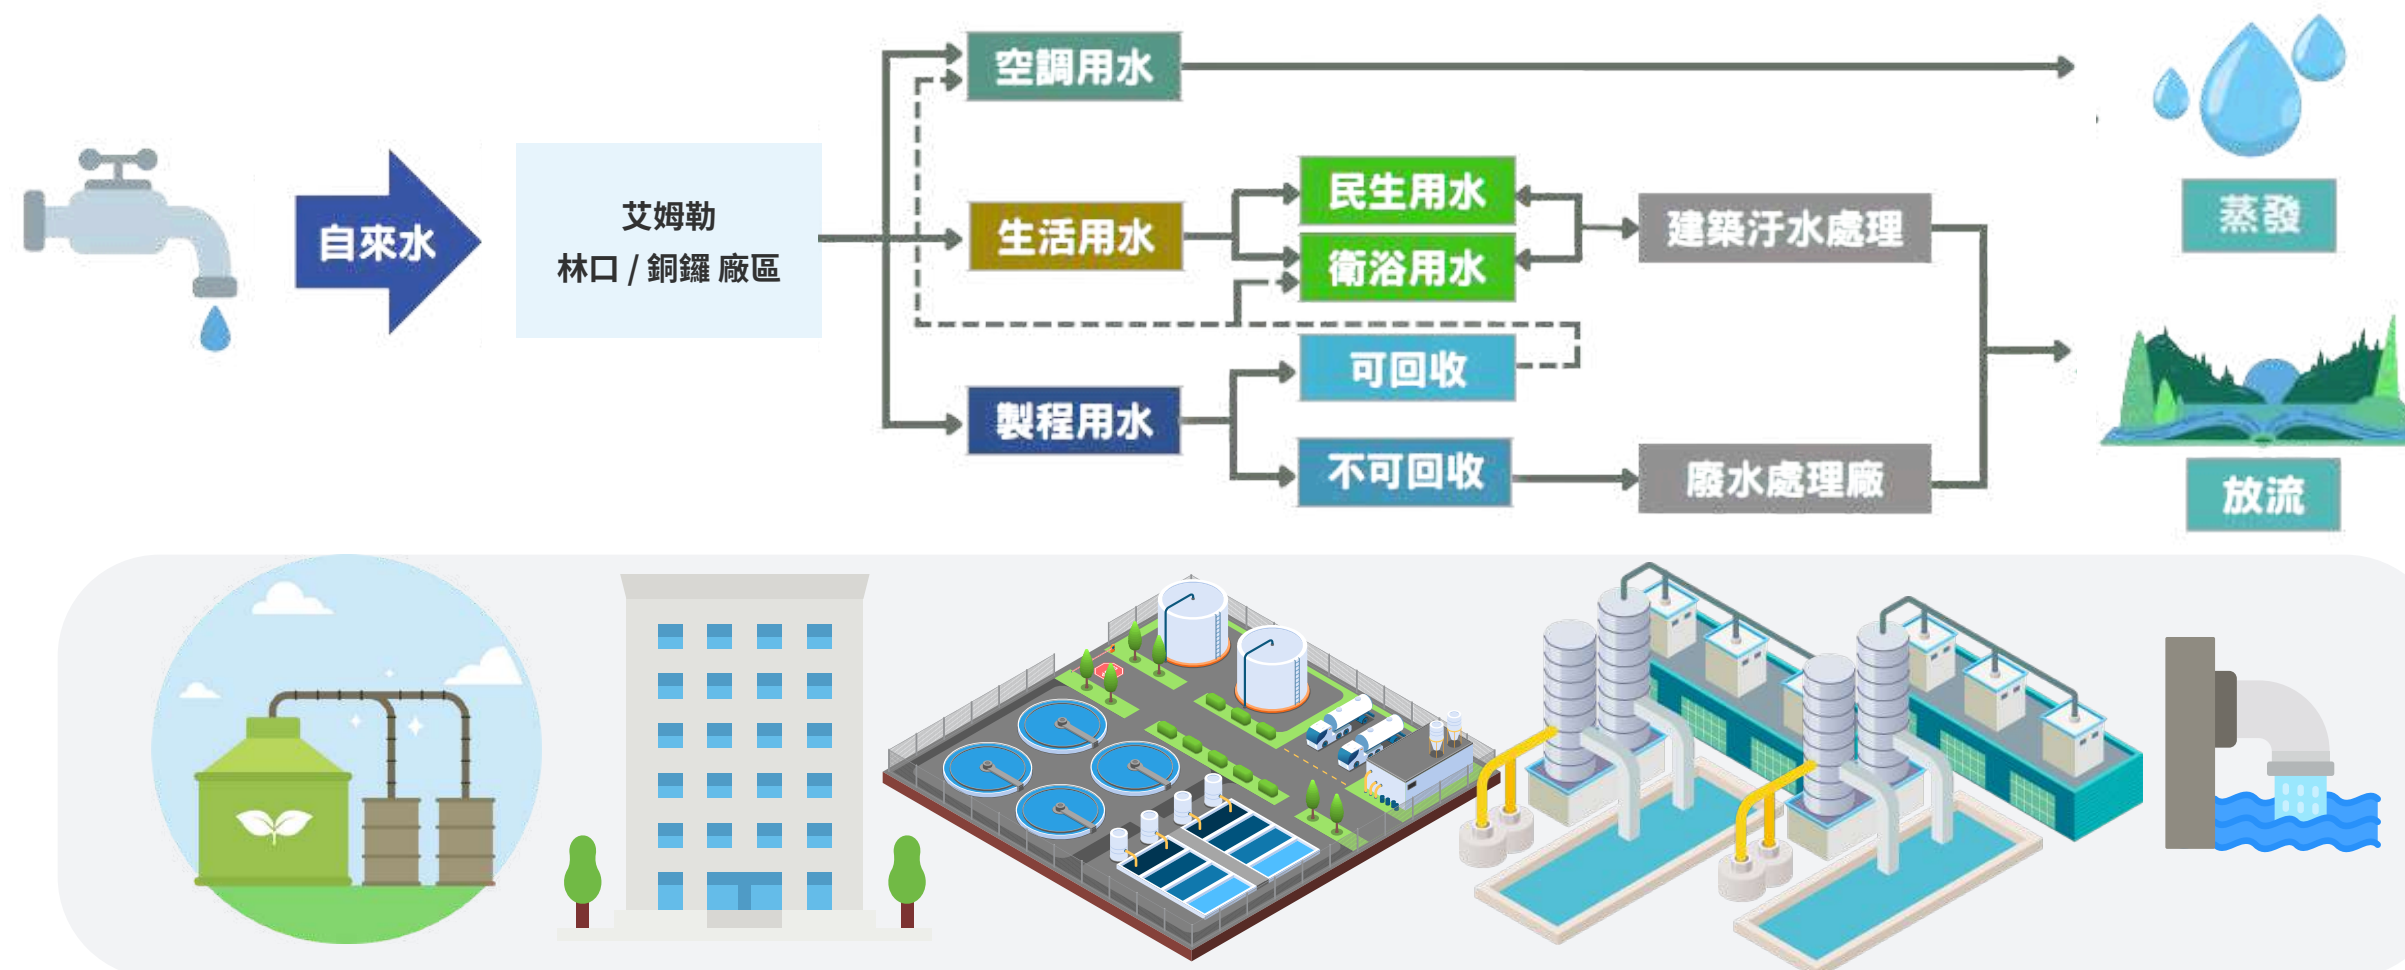 自來水
艾姆勒
林口 / 銅鑼 廠區
空調用水
生活用水
製程用水
民生用水
衛浴用水
可回收
不可回收
建築汙水處理
廢水處理廠
蒸發
放流